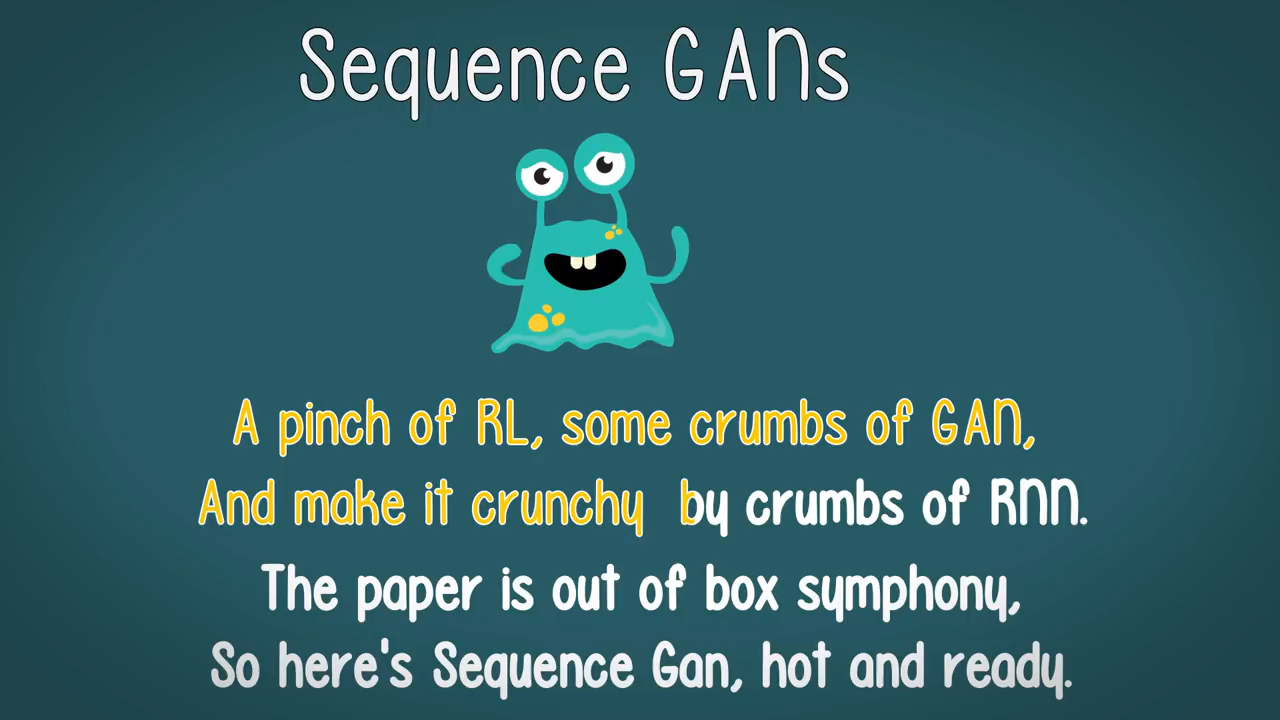 Sequence GANs
A pinch of RL, some crumbs of GAN,
And make it crunchy by crumbs of RNN.
The paper is out of box symphony,
So here's Sequence Gan, hot and ready.